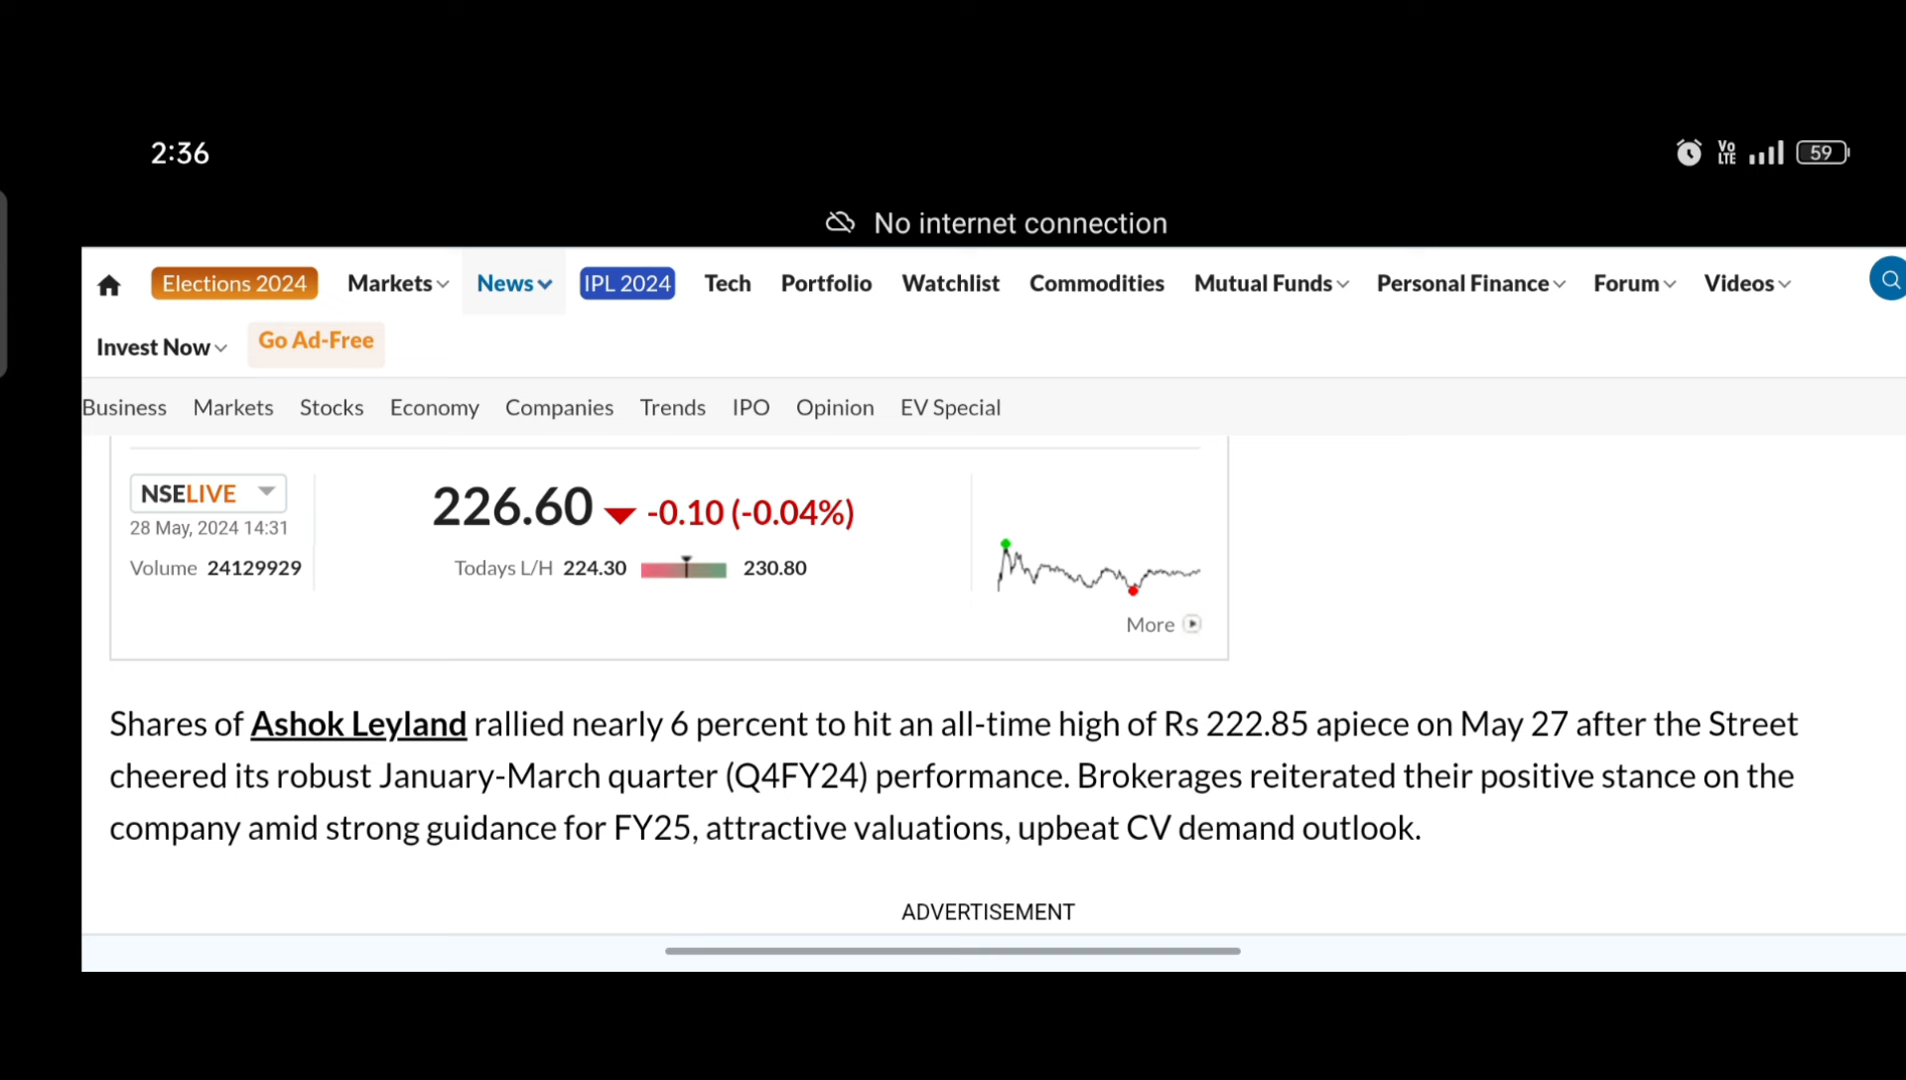 2:36
Vo LTE
59
No internet connection
Elections 2024 Markets News IPL 2024 Tech Portfolio Watchlist Commodities Mutual Funds Personal Finance Forum Videos
Invest Now Go Ad-Free
Business Markets Stocks Economy Companies Trends IPO Opinion EV Special
NSELIVE
28 May, 2024 14:31
Volume 24129929
226.60 -0.10 (-0.04%)
Todays L/H 224.30 230.80
More
Shares of Ashok Leyland rallied nearly 6 percent to hit an all-time high of Rs 222.85 apiece on May 27 after the Street
cheered its robust January-March quarter (Q4FY24) performance. Brokerages reiterated their positive stance on the
company amid strong guidance for FY25, attractive valuations, upbeat CV demand outlook.
ADVERTISEMENT